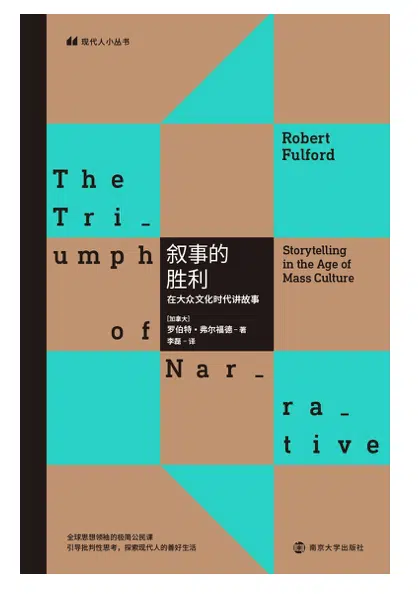 现代人小丛书
Robert
Fulford
The
Tri_
umph
of
Nar_
ra_
tive
叙事的
胜利
在大众文化时代讲故事
Storytelling
in the Age of
Mass Culture
[加拿大]
罗伯特·弗尔福德-著
李磊-译
全球思想领袖的极简公民课
引导批判性思考，探索现代人的善好生活
南京大学出版社